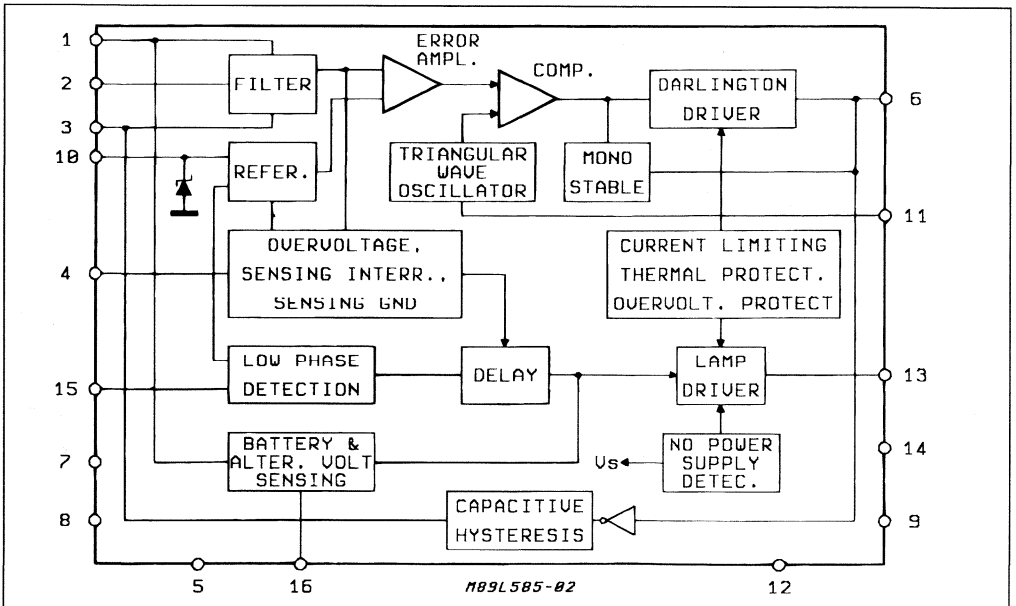 1
2
3
10
4
15
7
8
FILTER
ERROR
AMPL.
COMP.
DARLINGTON
DRIVER
6
REFER.
TRIANGULAR
WAVE
OSCILLATOR
MONO
STABLE
11
OVERVOLTAGE,
SENSING INTERR.,
SENSING GND
CURRENT LIMITING
THERMAL PROTECT.
OVERVOLT. PROTECT
LOW PHASE
DETECTION
DELAY
LAMP
DRIVER
13
BATTERY &
ALTER. VOLT
SENSING
Vs
NO POWER
SUPPLY
DETEC.
14
CAPACITIVE
HYSTERESIS
9
5
16
M89L585-02
12